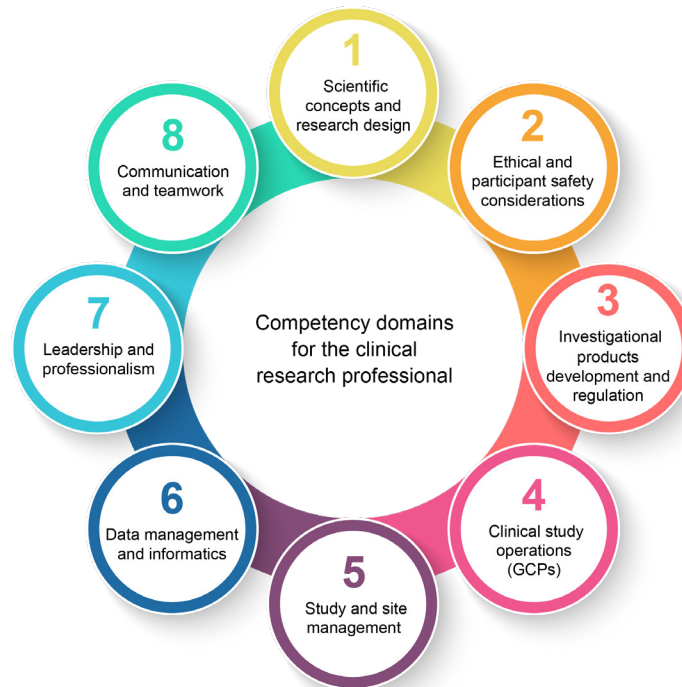 1
Scientific
concepts and
research design
2
Ethical and
participant safety
considerations
3
Investigational
products
development and
regulation
4
Clinical study
operations
(GCPs)
5
Study and site
management
6
Data management
and informatics
7
Leadership and
professionalism
8
Communication
and teamwork
Competency domains
for the clinical
research professional